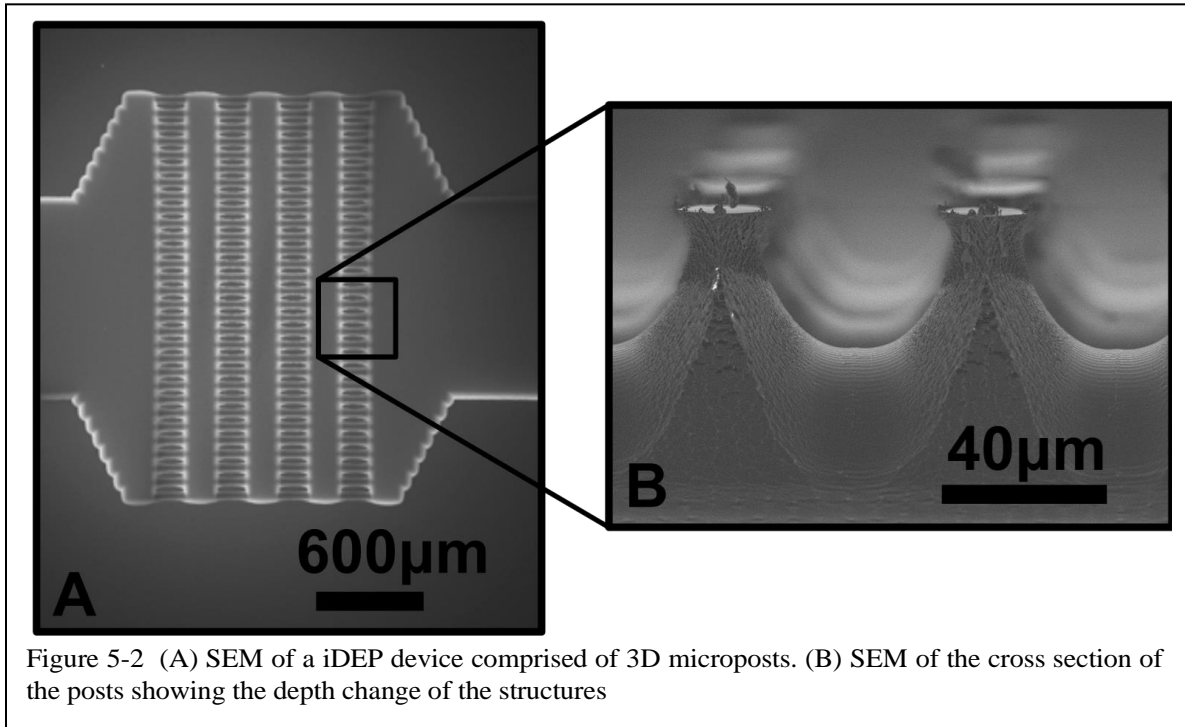 A
600µm
B
40µm
Figure 5-2 (A) SEM of a iDEP device comprised of 3D microposts. (B) SEM of the cross section of
the posts showing the depth change of the structures